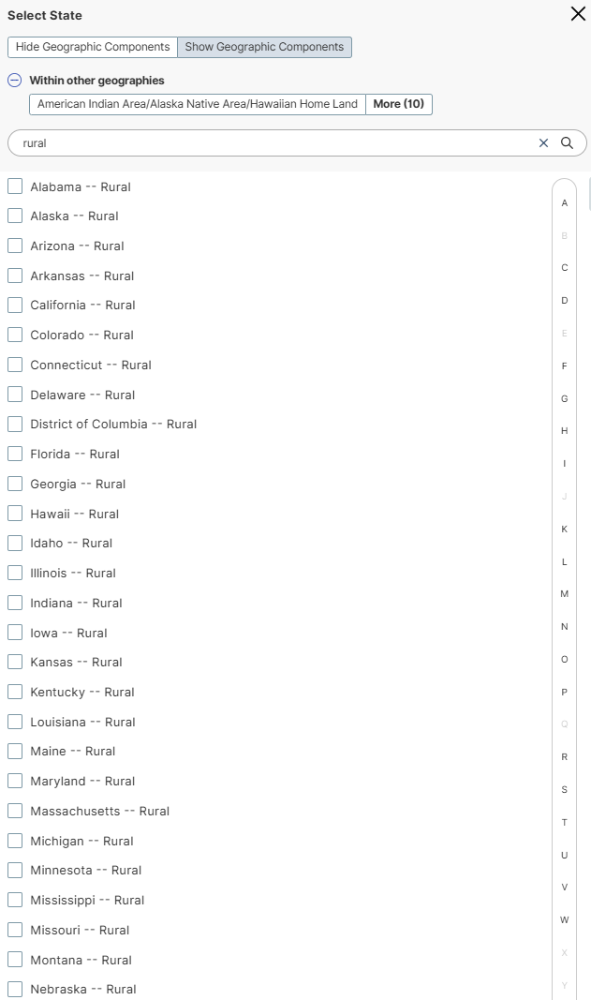 Select State
Hide Geographic Components Show Geographic Components
Within other geographies
American Indian Area/Alaska Native Area/Hawaiian Home Land More (10)
rural
Alabama -- Rural
Alaska -- Rural
Arizona -- Rural
Arkansas -- Rural
California -- Rural
Colorado -- Rural
Connecticut -- Rural
Delaware -- Rural
District of Columbia -- Rural
Florida -- Rural
Georgia -- Rural
Hawaii -- Rural
Idaho -- Rural
Illinois -- Rural
Indiana -- Rural
Iowa -- Rural
Kansas -- Rural
Kentucky -- Rural
Louisiana -- Rural
Maine -- Rural
Maryland -- Rural
Massachusetts -- Rural
Michigan -- Rural
Minnesota -- Rural
Mississippi -- Rural
Missouri -- Rural
Montana -- Rural
Nebraska -- Rural
A
B
C
D
E
F
G
H
I
J
K
L
M
N
O
P
Q
R
S
T
U
V
W
X
Y